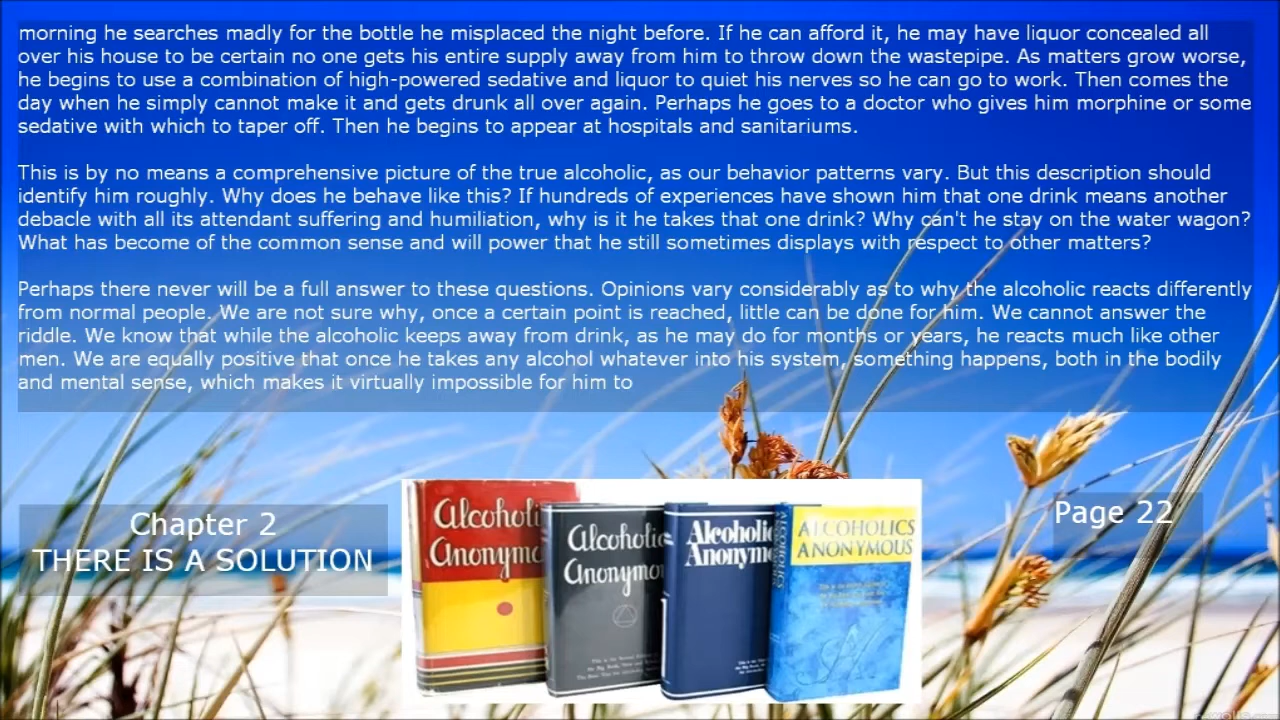 morning he searches madly for the bottle he misplaced the night before. If he can afford it, he may have liquor concealed all
over his house to be certain no one gets his entire supply away from him to throw down the wastepipe. As matters grow worse,
he begins to use a combination of high-powered sedative and liquor to quiet his nerves so he can go to work. Then comes the
day when he simply cannot make it and gets drunk all over again. Perhaps he goes to a doctor who gives him morphine or some
sedative with which to taper off. Then he begins to appear at hospitals and sanitariums.
This is by no means a comprehensive picture of the true alcoholic, as our behavior patterns vary. But this description should
identify him roughly. Why does he behave like this? If hundreds of experiences have shown him that one drink means another
debacle with all its attendant suffering and humiliation, why is it he takes that one drink? Why can't he stay on the water wagon?
What has become of the common sense and will power that he still sometimes displays with respect to other matters?
Perhaps there never will be a full answer to these questions. Opinions vary considerably as to why the alcoholic reacts differently
from normal people. We are not sure why, once a certain point is reached, little can be done for him. We cannot answer the
riddle. We know that while the alcoholic keeps away from drink, as he may do for months or years, he reacts much like other
men. We are equally positive that once he takes any alcohol whatever into his system, something happens, both in the bodily
and mental sense, which makes it virtually impossible for him to
Chapter 2
THERE IS A SOLUTION
Alcoholi
Anonymo
Alcoholic
Anonymou
Alcoholic
Anonymo
ALCOHOLICS
ALCOHOLICS
ANONYMOUS
Page 22